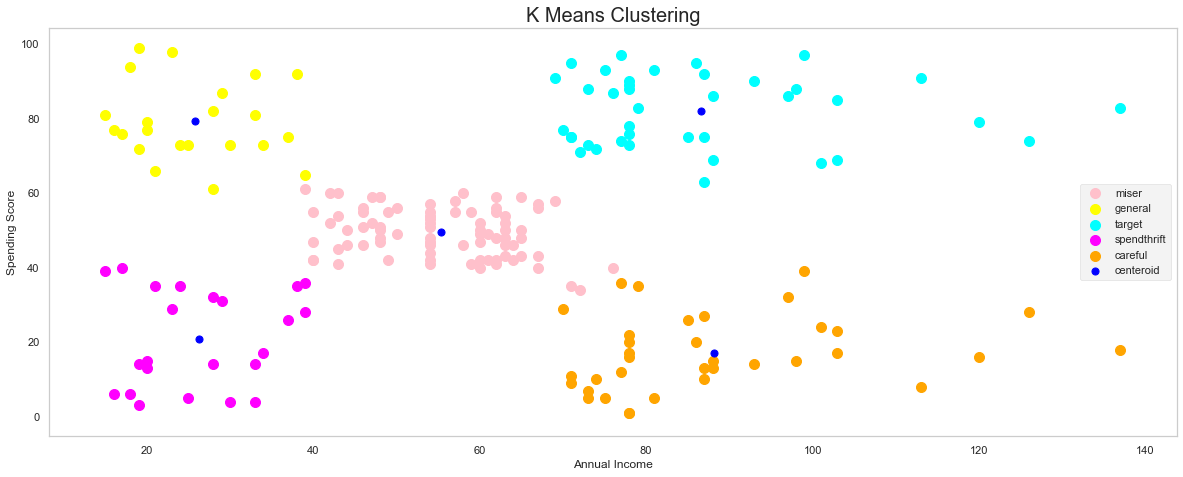 K Means Clustering
100
80
60
40
20
0
Spending Score
miser
general
target
spendthrift
careful
centeroid
20 40 60 80 100 120 140
Annual Income